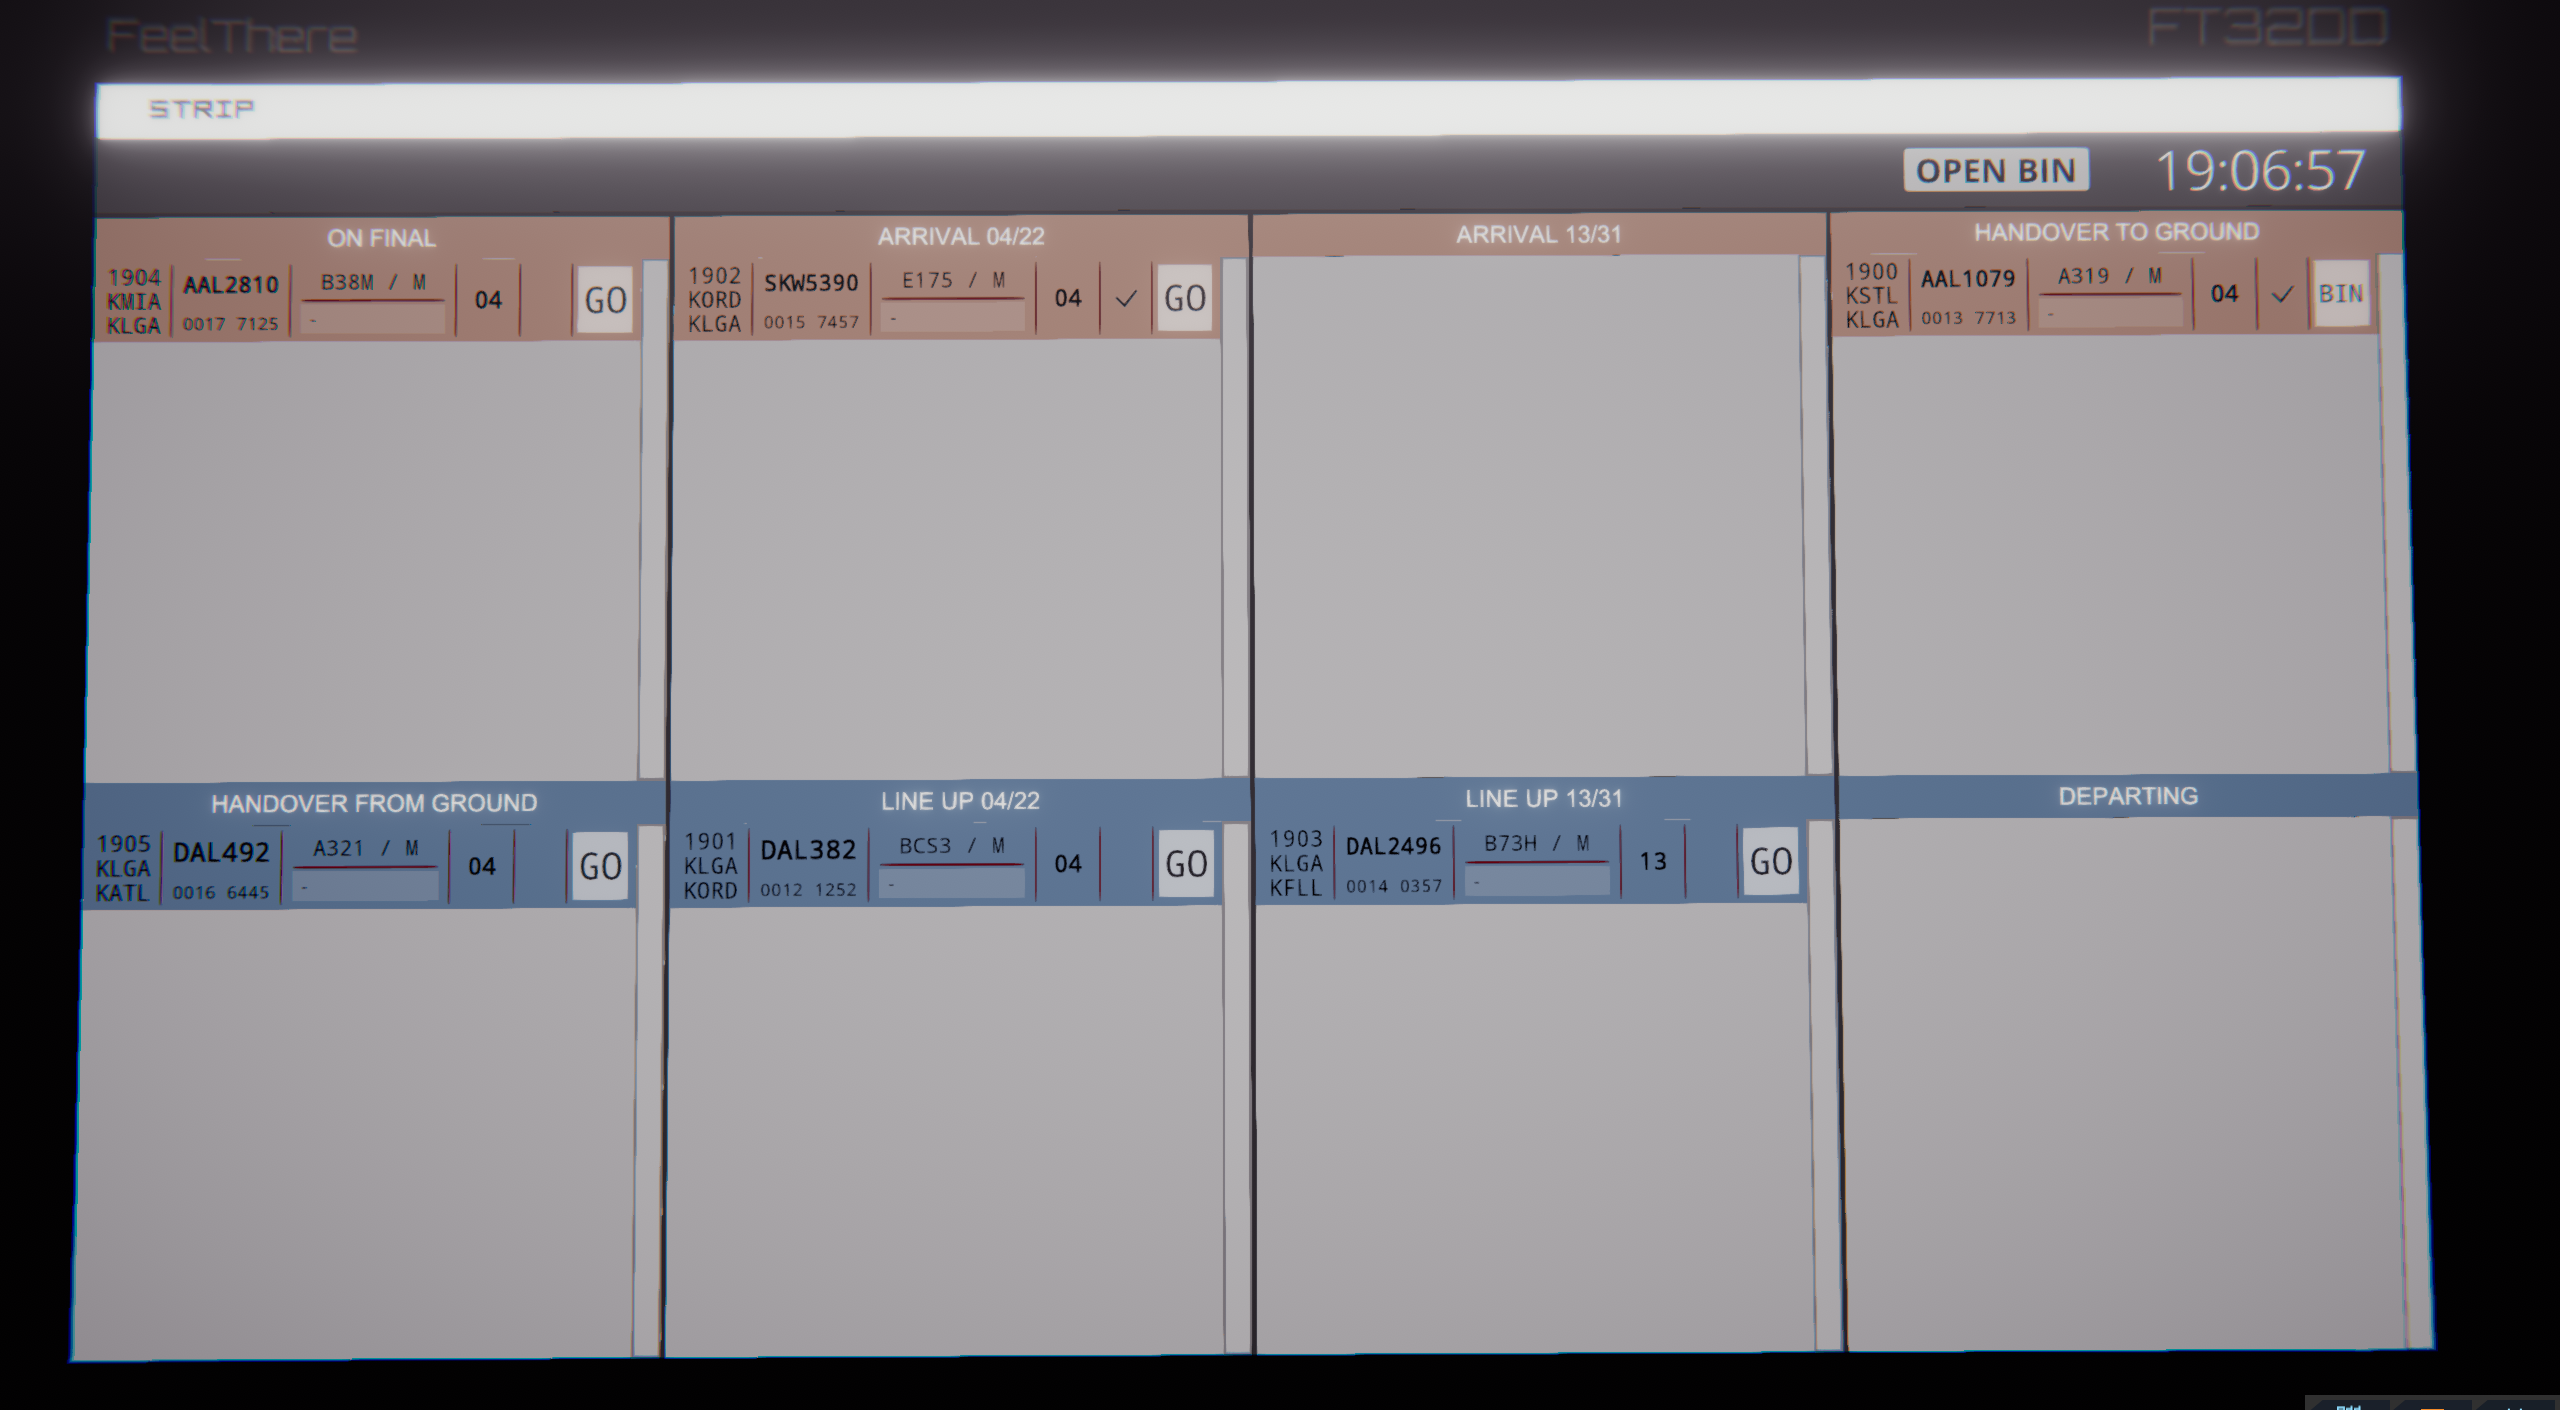 FeelThere
FT32DD
STRIP
OPEN BIN 19:06:57
ON FINAL
1904 AAL2810 B38M / M 04 GO
KMIA
KLGA 0017 7125 -
ARRIVAL 04/22
1902 SKW5390 E175 / M 04 ✓ GO
KORD
KLGA 0015 7457 -
ARRIVAL 13/31
HANDOVER TO GROUND
1900 AAL1079 A319 / M 04 ✓ BIN
KSTL
KLGA 0013 7713 -
HANDOVER FROM GROUND
1905 DAL492 A321 / M 04 GO
KLGA
KATL 0016 6445 -
LINE UP 04/22
1901 DAL382 BCS3 / M 04 GO
KLGA
KORD 0012 1252 -
LINE UP 13/31
1903 DAL2496 B73H / M 13 GO
KLGA
KFLL 0014 0357 -
DEPARTING